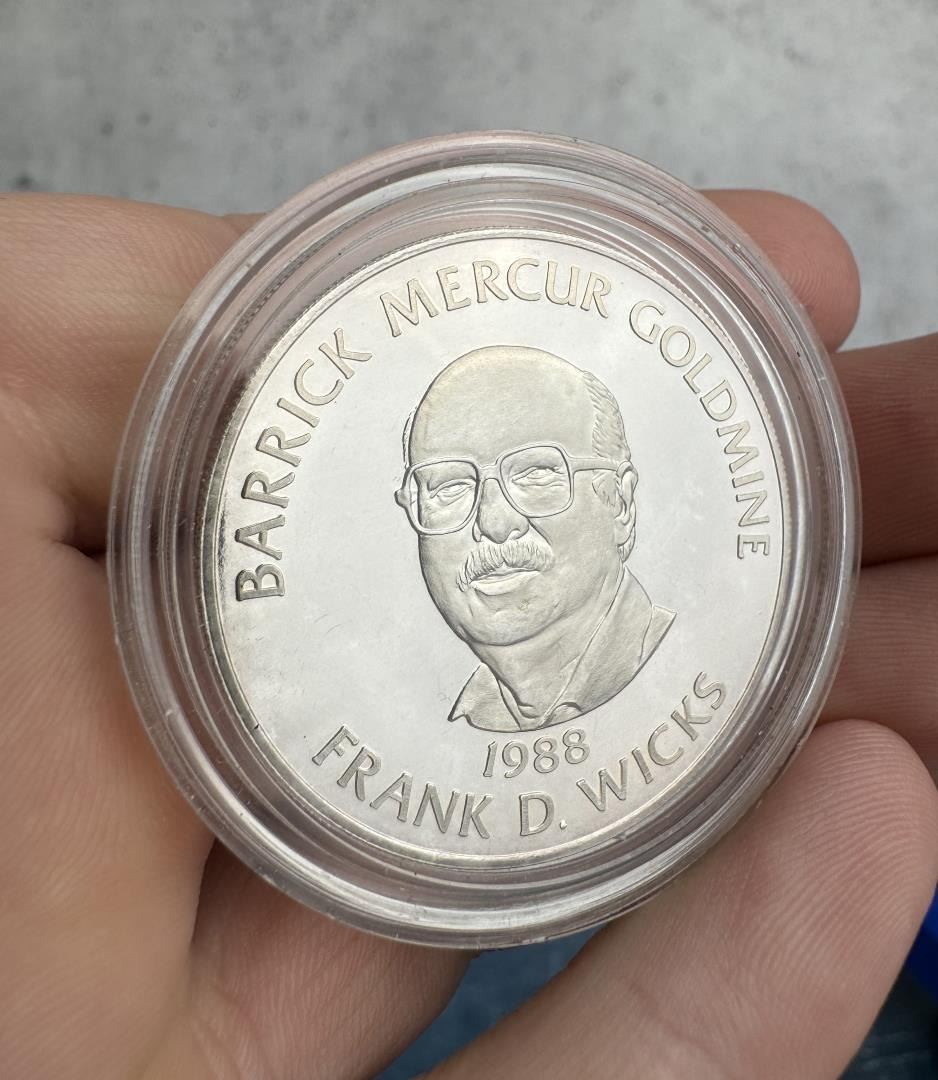 BARRICK MERCUR GOLDMINE
1988
FRANK D. WICKS